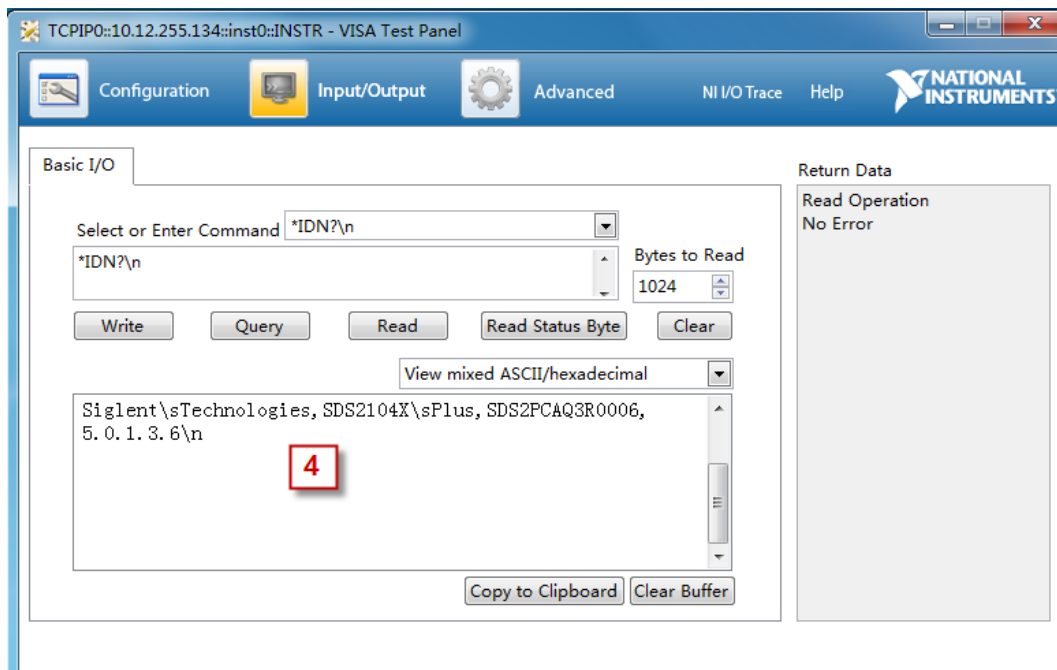 TCPIP0::10.12.255.134::inst0::INSTR - VISA Test Panel
Configuration Input/Output Advanced NI I/O Trace Help NATIONAL INSTRUMENTS
Basic I/O
Select or Enter Command *IDN?\n
*IDN?\n
Bytes to Read
1024
Write Query Read Read Status Byte Clear
View mixed ASCII/hexadecimal
Siglent\sTechnologies,SDS2104X\sPlus,SDS2PCAQ3R0006,
5.0.1.3.6\n
4
Copy to Clipboard Clear Buffer
Return Data
Read Operation
No Error